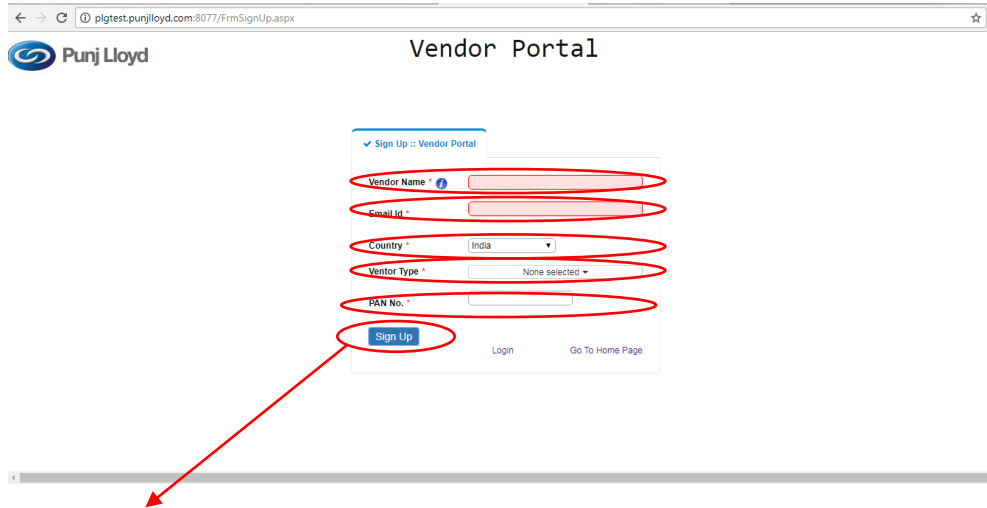 plgtest.punjlloyd.com:8077/FrmSignUp.aspx
Punj Lloyd
Vendor Portal
Sign Up :: Vendor Portal
Vendor Name * i
Email Id *
Country * India
Ventor Type * None selected
PAN No. *
Sign Up
Login Go To Home Page